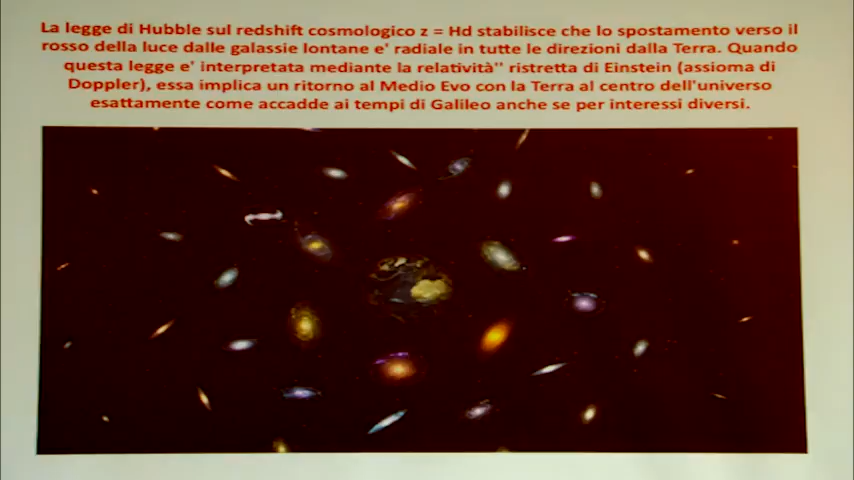 La legge di Hubble sul redshift cosmologico z = Hd stabilisce che lo spostamento verso il
rosso della luce dalle galassie lontane e' radiale in tutte le direzioni dalla Terra. Quando
questa legge e' interpretata mediante la relatività'' ristretta di Einstein (assioma di
Doppler), essa implica un ritorno al Medio Evo con la Terra al centro dell'universo
esattamente come accadde ai tempi di Galileo anche se per interessi diversi.